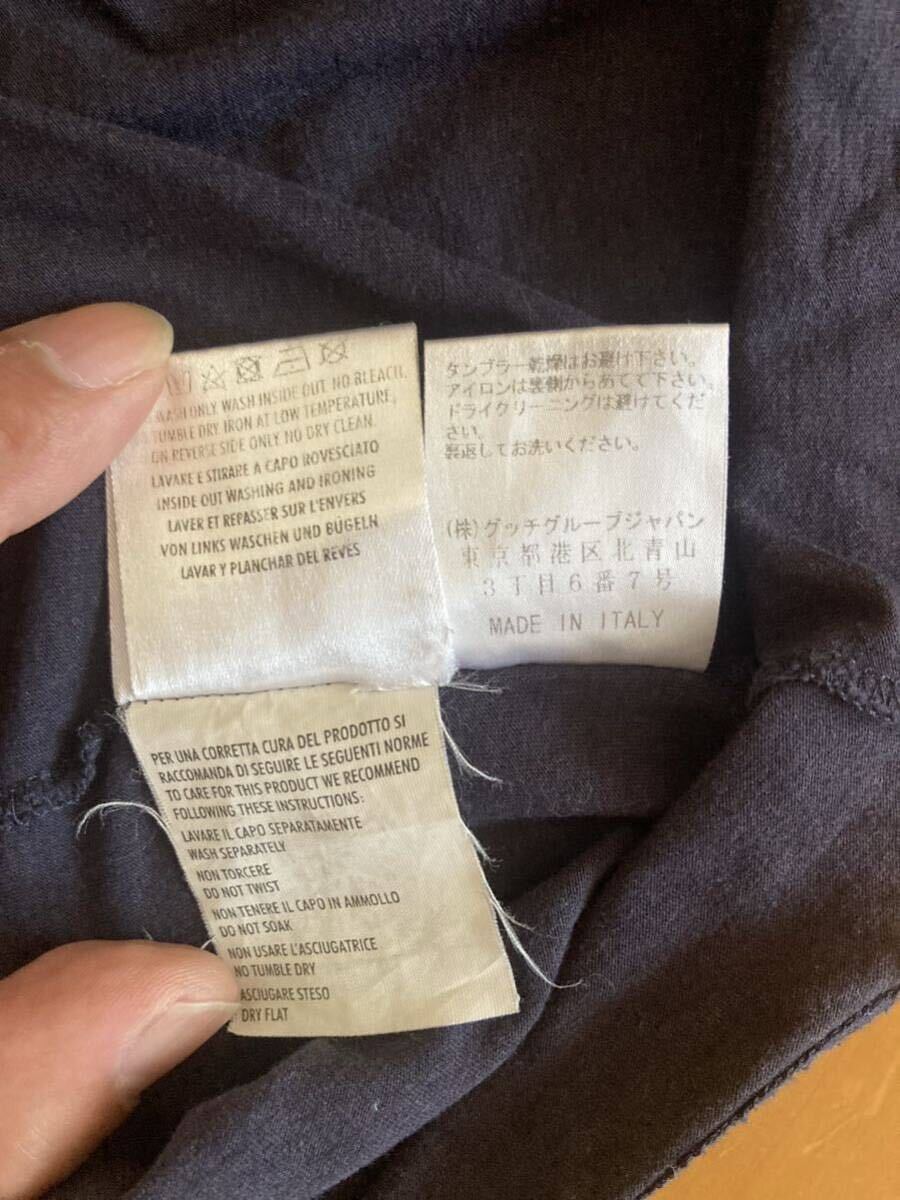 WASH ONLY WASH INSIDE OUT. NO BLEACH.
TUMBLE DRY. IRON AT LOW TEMPERATURE,
ON REVERSE SIDE ONLY. NO DRY CLEAN.
LAVARE E STIRARE A CAPO ROVESCIATO
INSIDE OUT WASHING AND IRONING
LAVER ET REPASSER SUR L'ENVERS
VON LINKS WASCHEN UND BÜGELN
LAVAR Y PLANCHAR DEL REVES
タンブラー乾燥はお避け下さい。
アイロンは裏側からあてて下さい。
ドライクリーニングは避けてくだ
さい。
裏返してお洗いください。
(株)グッチグループジャパン
東京都港区北青山
3丁目6番7号
MADE IN ITALY
PER UNA CORRETTA CURA DEL PRODOTTO SI
RACCOMANDA DI SEGUIRE LE SEGUENTI NORME
TO CARE FOR THIS PRODUCT WE RECOMMEND
FOLLOWING THESE INSTRUCTIONS:
LAVARE IL CAPO SEPARATAMENTE
WASH SEPARATELY
NON TORCERE
DO NOT TWIST
NON TENERE IL CAPO IN AMMOLLO
DO NOT SOAK
NON USARE L'ASCIUGATRICE
NO TUMBLE DRY
ASCIUGARE STESO
DRY FLAT